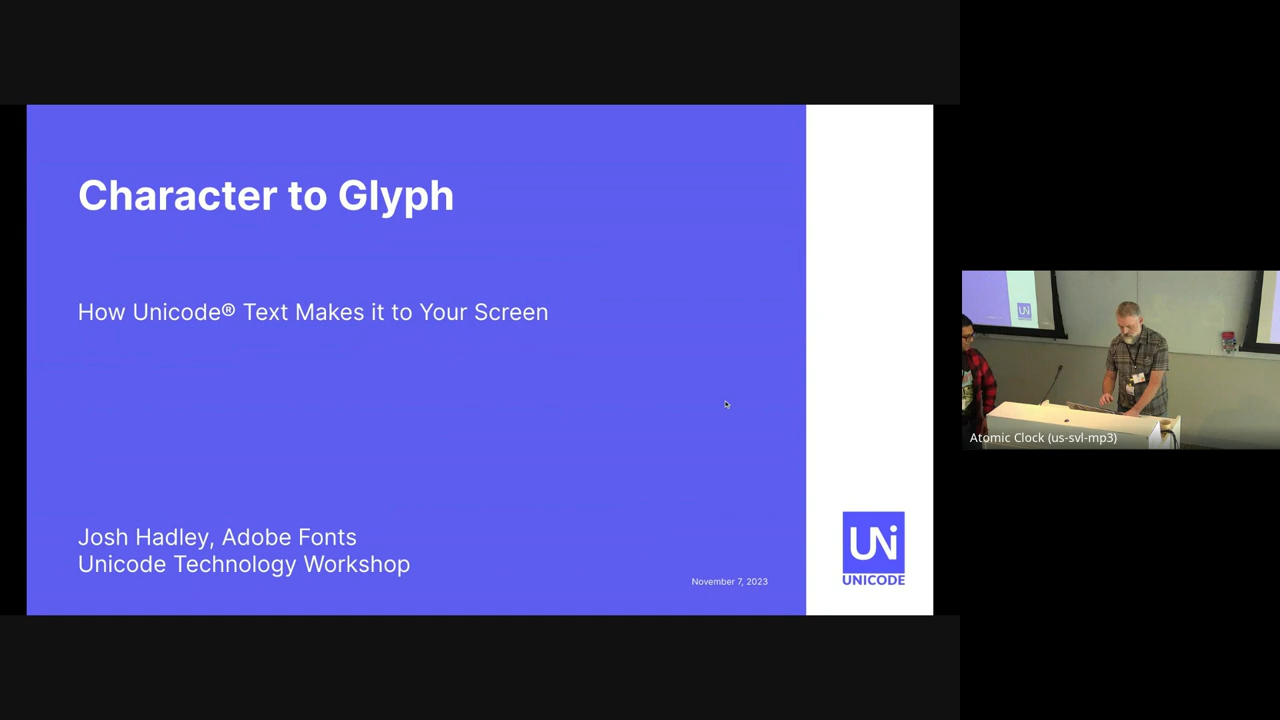 Character to Glyph
How Unicode® Text Makes it to Your Screen
Josh Hadley, Adobe Fonts
Unicode Technology Workshop
November 7, 2023
UNi
UNICODE
Atomic Clock (us-svl-mp3)